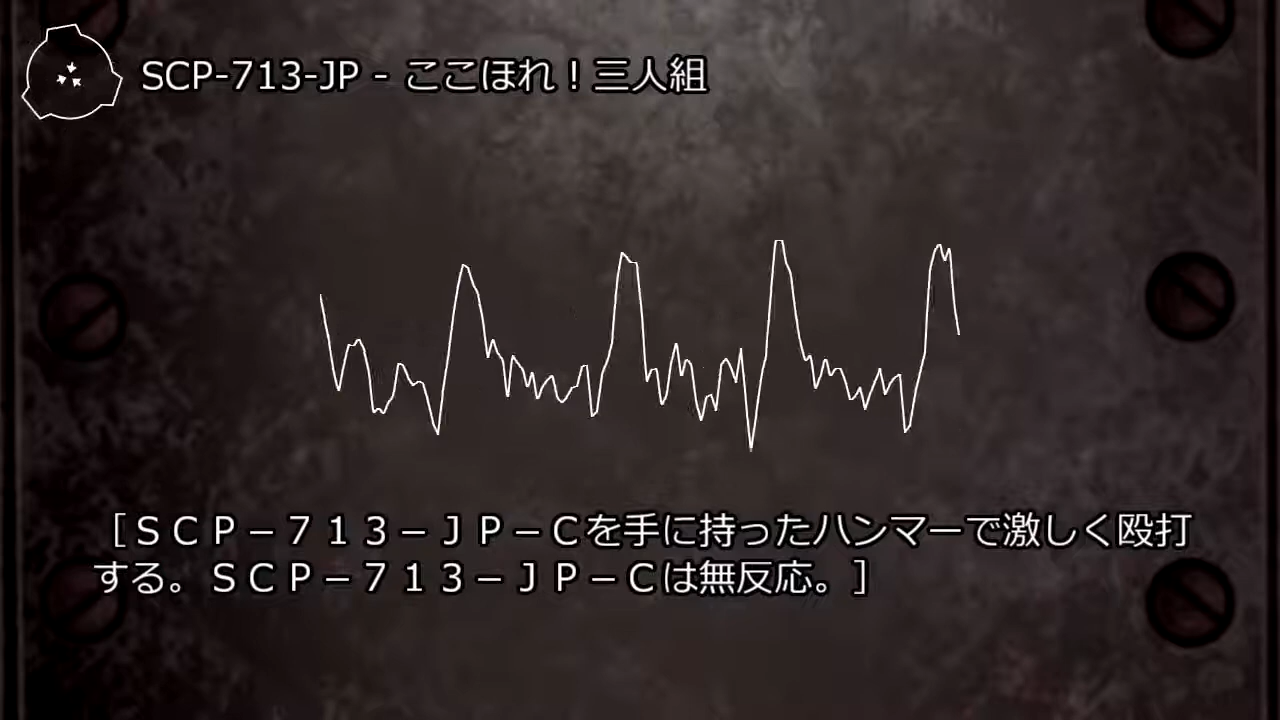 SCP-713-JP - ここほれ！三人組
［ＳＣＰ－７１３－ＪＰ－Ｃを手に持ったハンマーで激しく殴打
する。ＳＣＰ－７１３－ＪＰ－Ｃは無反応。］